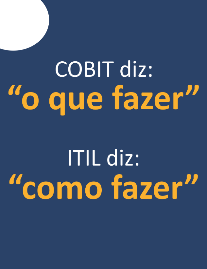 COBIT diz:
“o que fazer”
ITIL diz:
“como fazer”